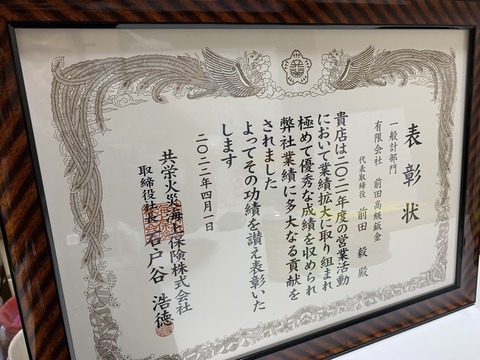 表彰状
一般計部門
有限会社 前田高級鈑金
代表取締役 前田 毅 殿
貴店は二〇二一年度の営業活動
において業績拡大に取り組まれ
極めて優秀な成績を収められ
弊社業績に多大なる貢献を
されました
よってその功績を讃え表彰いた
します
二〇二二年四月一日
共栄火災海上保険株式会社
取締役社長 石戸谷 浩徳